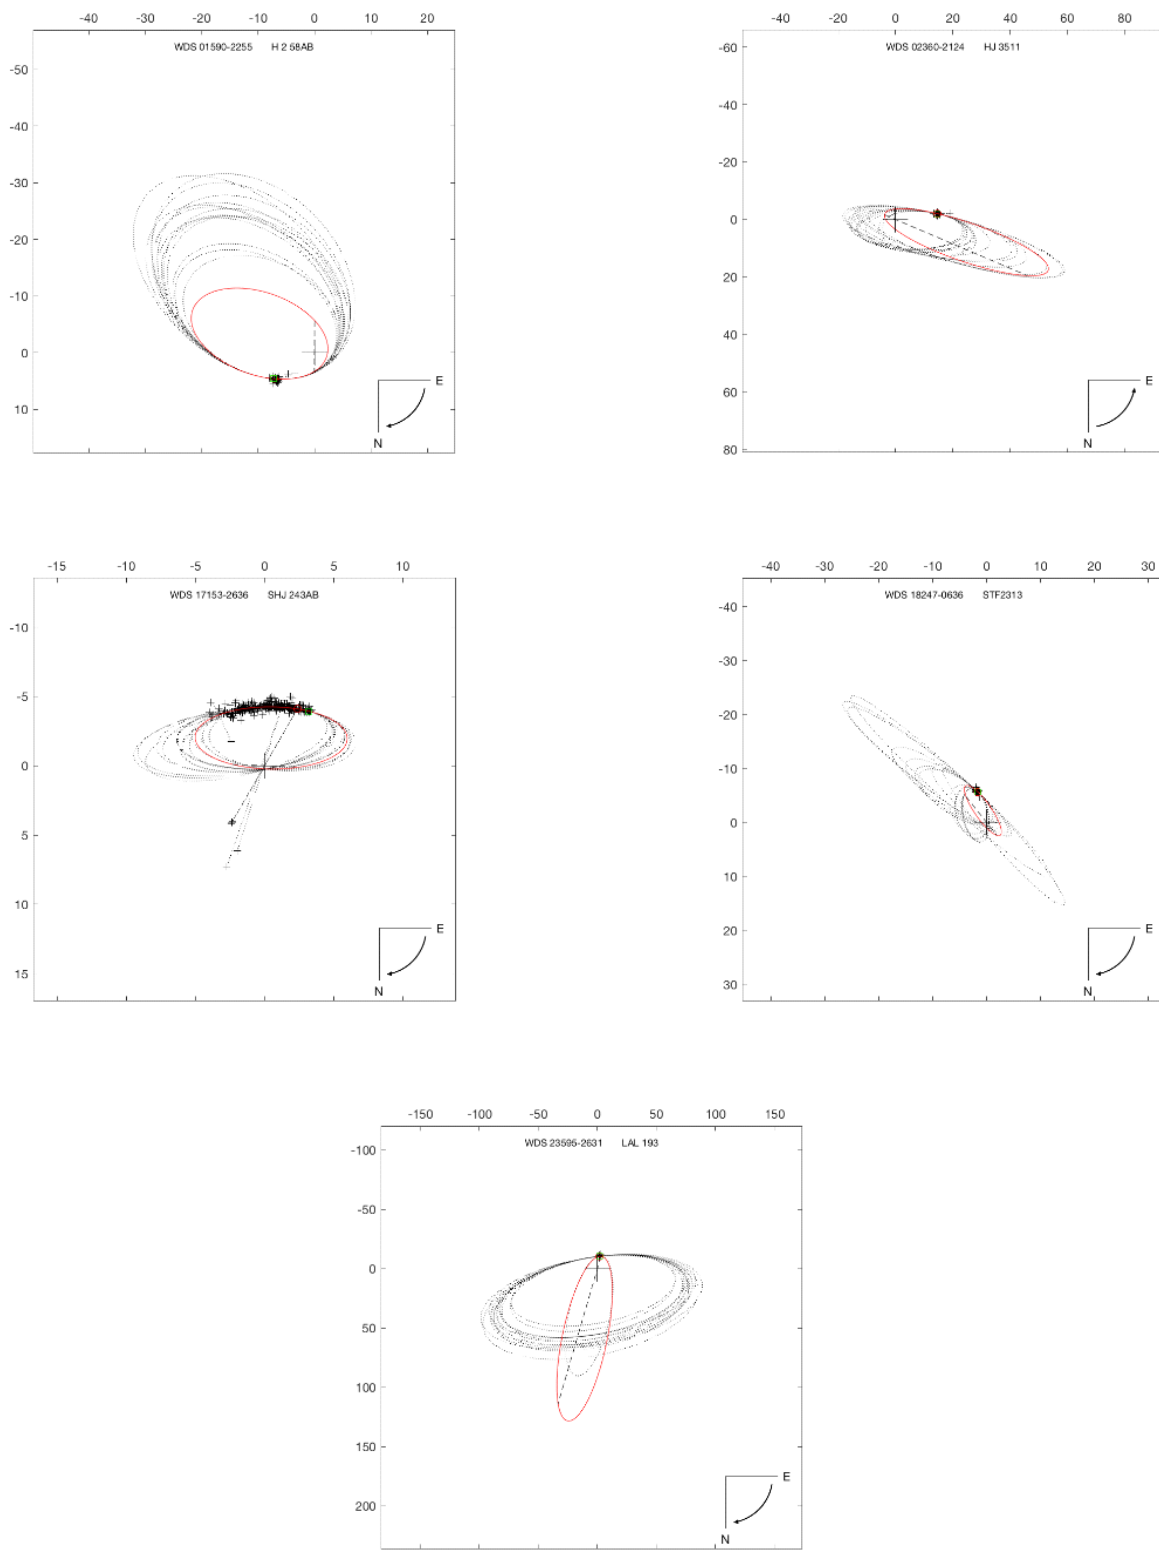 -40 -30 -20 -10 0 10 20
WDS 01590-2255 H 2 58AB
-50
-40
-30
-20
-10
0
10
E
N
-40 -20 0 20 40 60 80
WDS 02360-2124 HJ 3511
-60
-40
-20
0
20
40
60
80
E
N
-15 -10 -5 0 5 10
WDS 17153-2636 SHJ 243AB
-10
-5
0
5
10
15
E
N
-40 -30 -20 -10 0 10 20 30
WDS 18247-0636 STF2313
-40
-30
-20
-10
0
10
20
30
E
N
-150 -100 -50 0 50 100 150
WDS 23595-2631 LAL 193
-100
-50
0
50
100
150
200
E
N